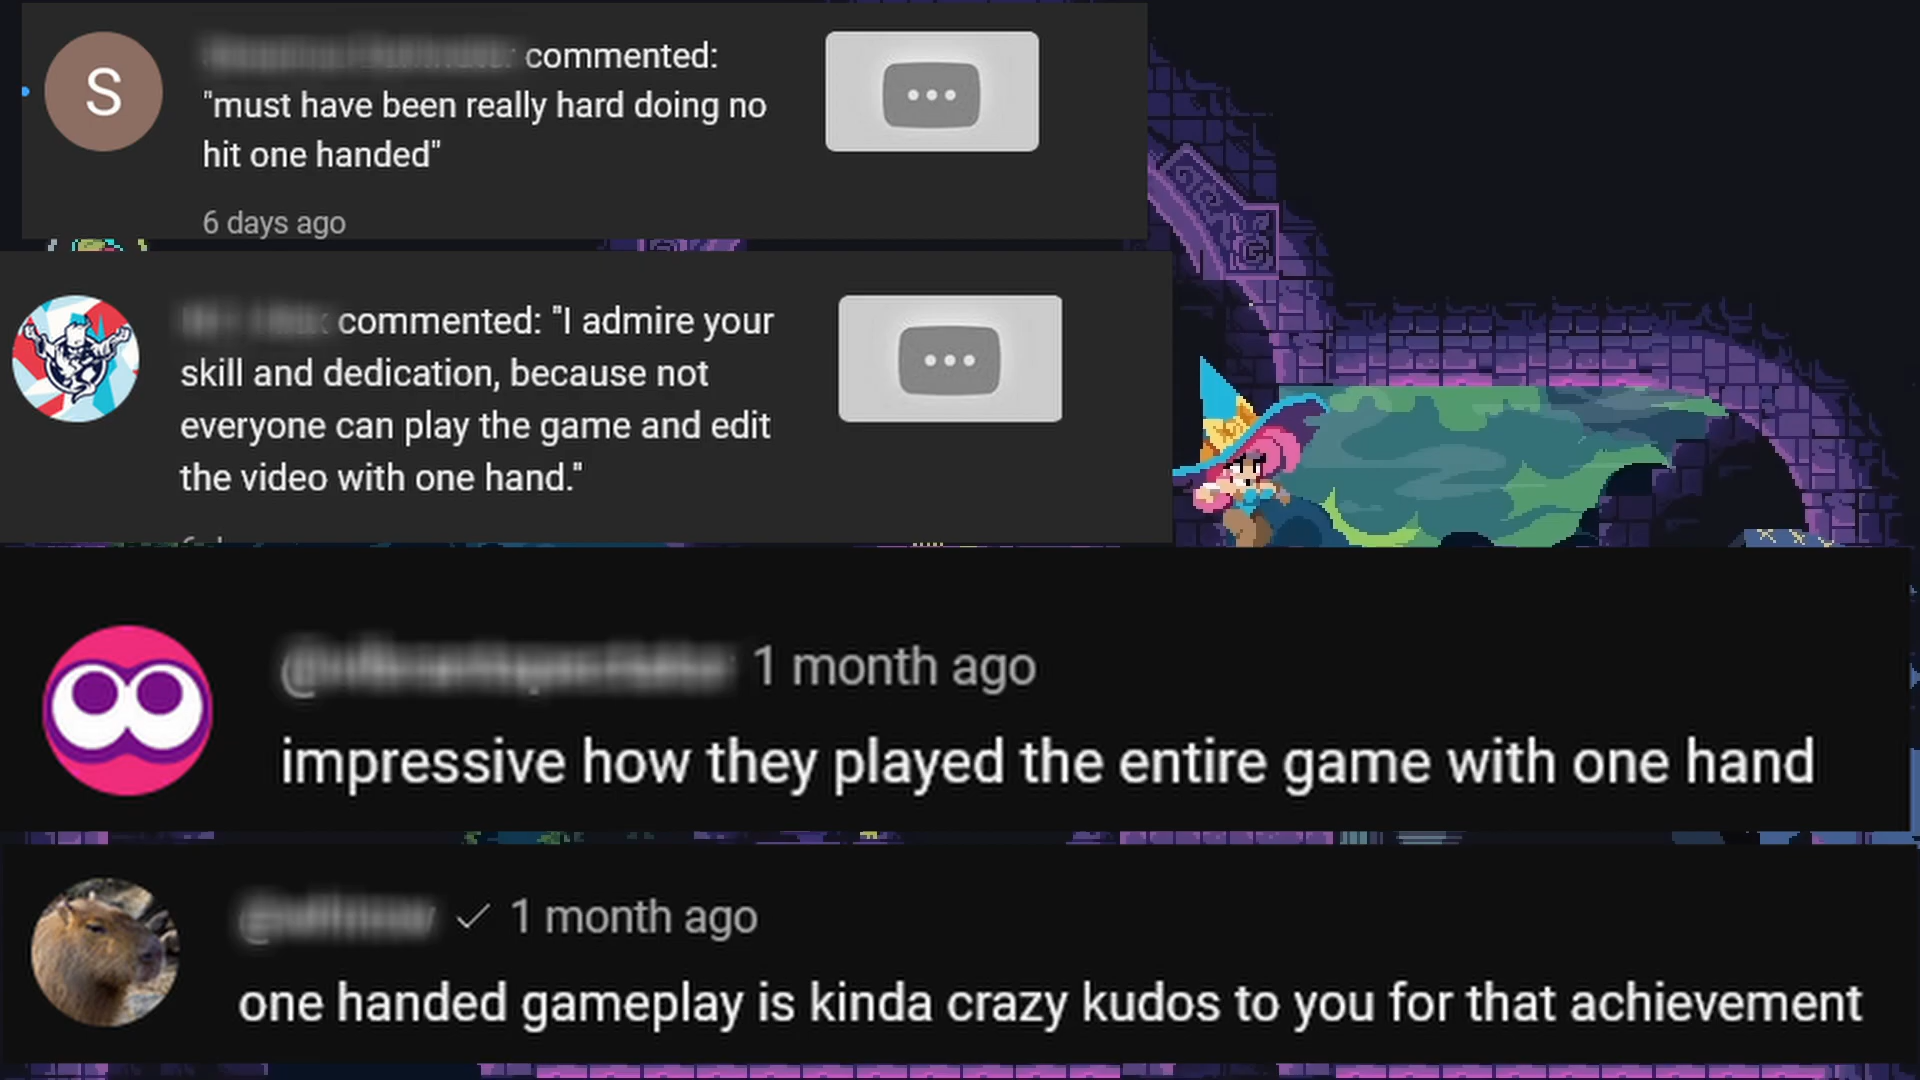 S
commented:
"must have been really hard doing no
hit one handed"
6 days ago
commented: "I admire your
skill and dedication, because not
everyone can play the game and edit
the video with one hand."
1 month ago
impressive how they played the entire game with one hand
1 month ago
one handed gameplay is kinda crazy kudos to you for that achievement